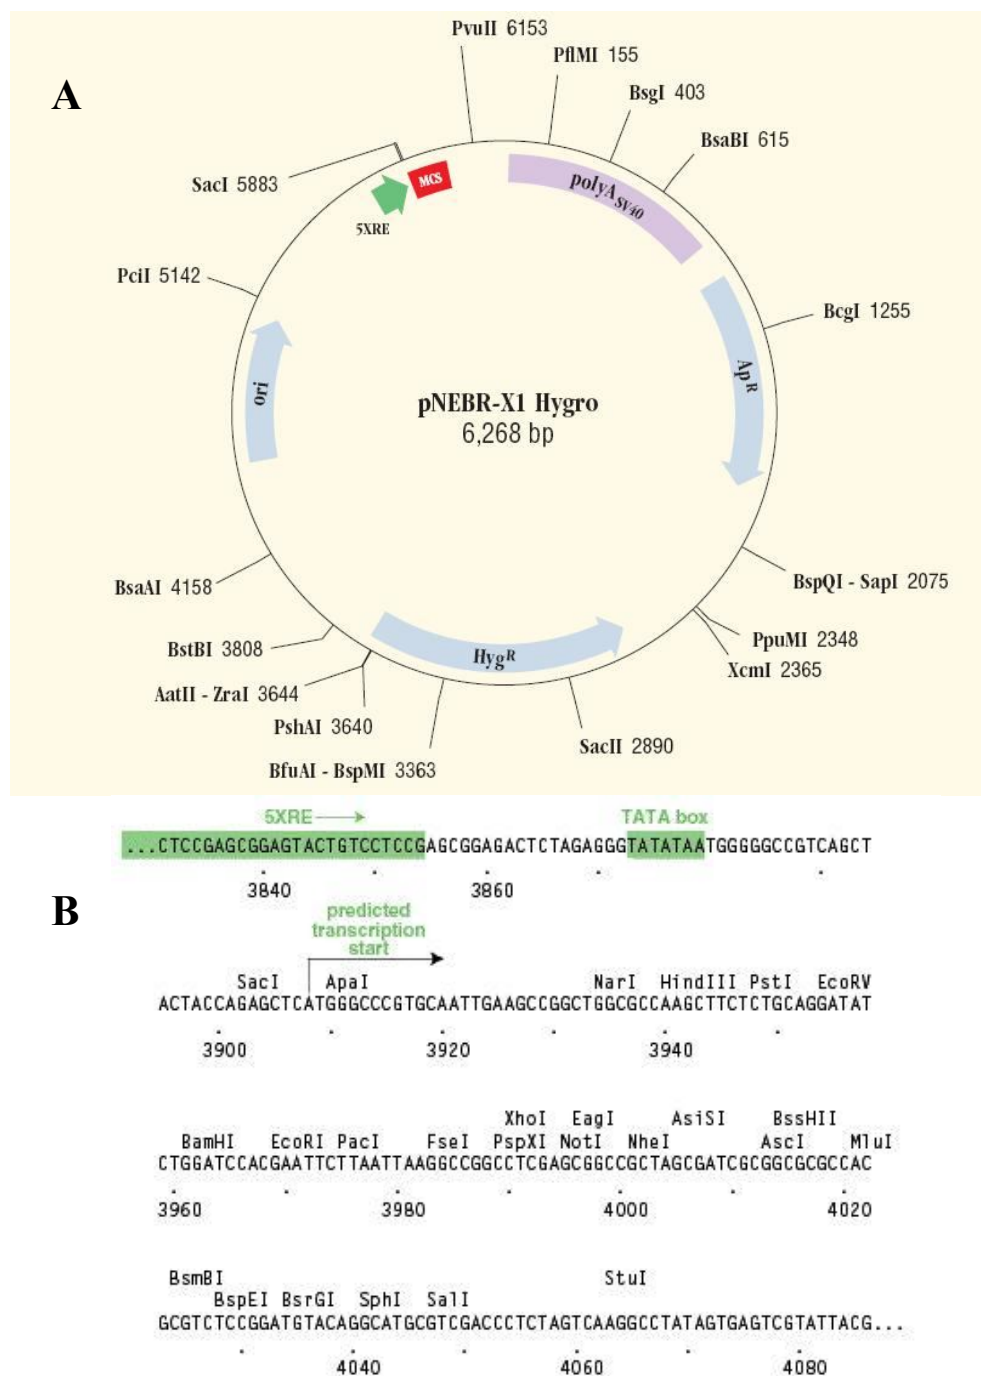 A
PvuII 6153
PflMI 155
BsgI 403
BsaBI 615
SacI 5883
MCS
polyA SV40
5XRE
PciI 5142
BcgI 1255
ori
ApR
pNEBR-X1 Hygro
6,268 bp
BsaAI 4158
BspQI - SapI 2075
BstBI 3808
PpuMI 2348
HygR
XcmI 2365
AatII - ZraI 3644
PshAI 3640
SacII 2890
BfuAI - BspMI 3363
5XRE TATA box
...CTCCGAGCGGAGTACTGTCCTCCGAGCGGAGACTCTAGAGGGTATATAATGGGGGCCGTCAGCT
3840 3860
B
predicted
transcription
start
SacI ApaI NarI HindIII PstI EcoRV
ACTACCAGAGCTCATGGGCCCGTGCAATTGAAGCCGGCTGGCGCCAAGCTTCTCTGCAGGATAT
3900 3920 3940
XhoI EagI AsiSI BssHII
BamHI EcoRI PacI FseI PspXI NotI NheI AscI MluI
CTGGATCCACGAATTCTTAATTAAGGCCGGCCTCGAGCGGCCGCTAGCGATCGCGGCGCGCCAC
3960 3980 4000 4020
BsmBI StuI
BspEI BsrGI SphI SalI
GCGTCTCCGGATGTACAGGCATGCGTCGACCCTCTAGTCAAGGCCTATAGTGAGTCGTATTACG...
4040 4060 4080